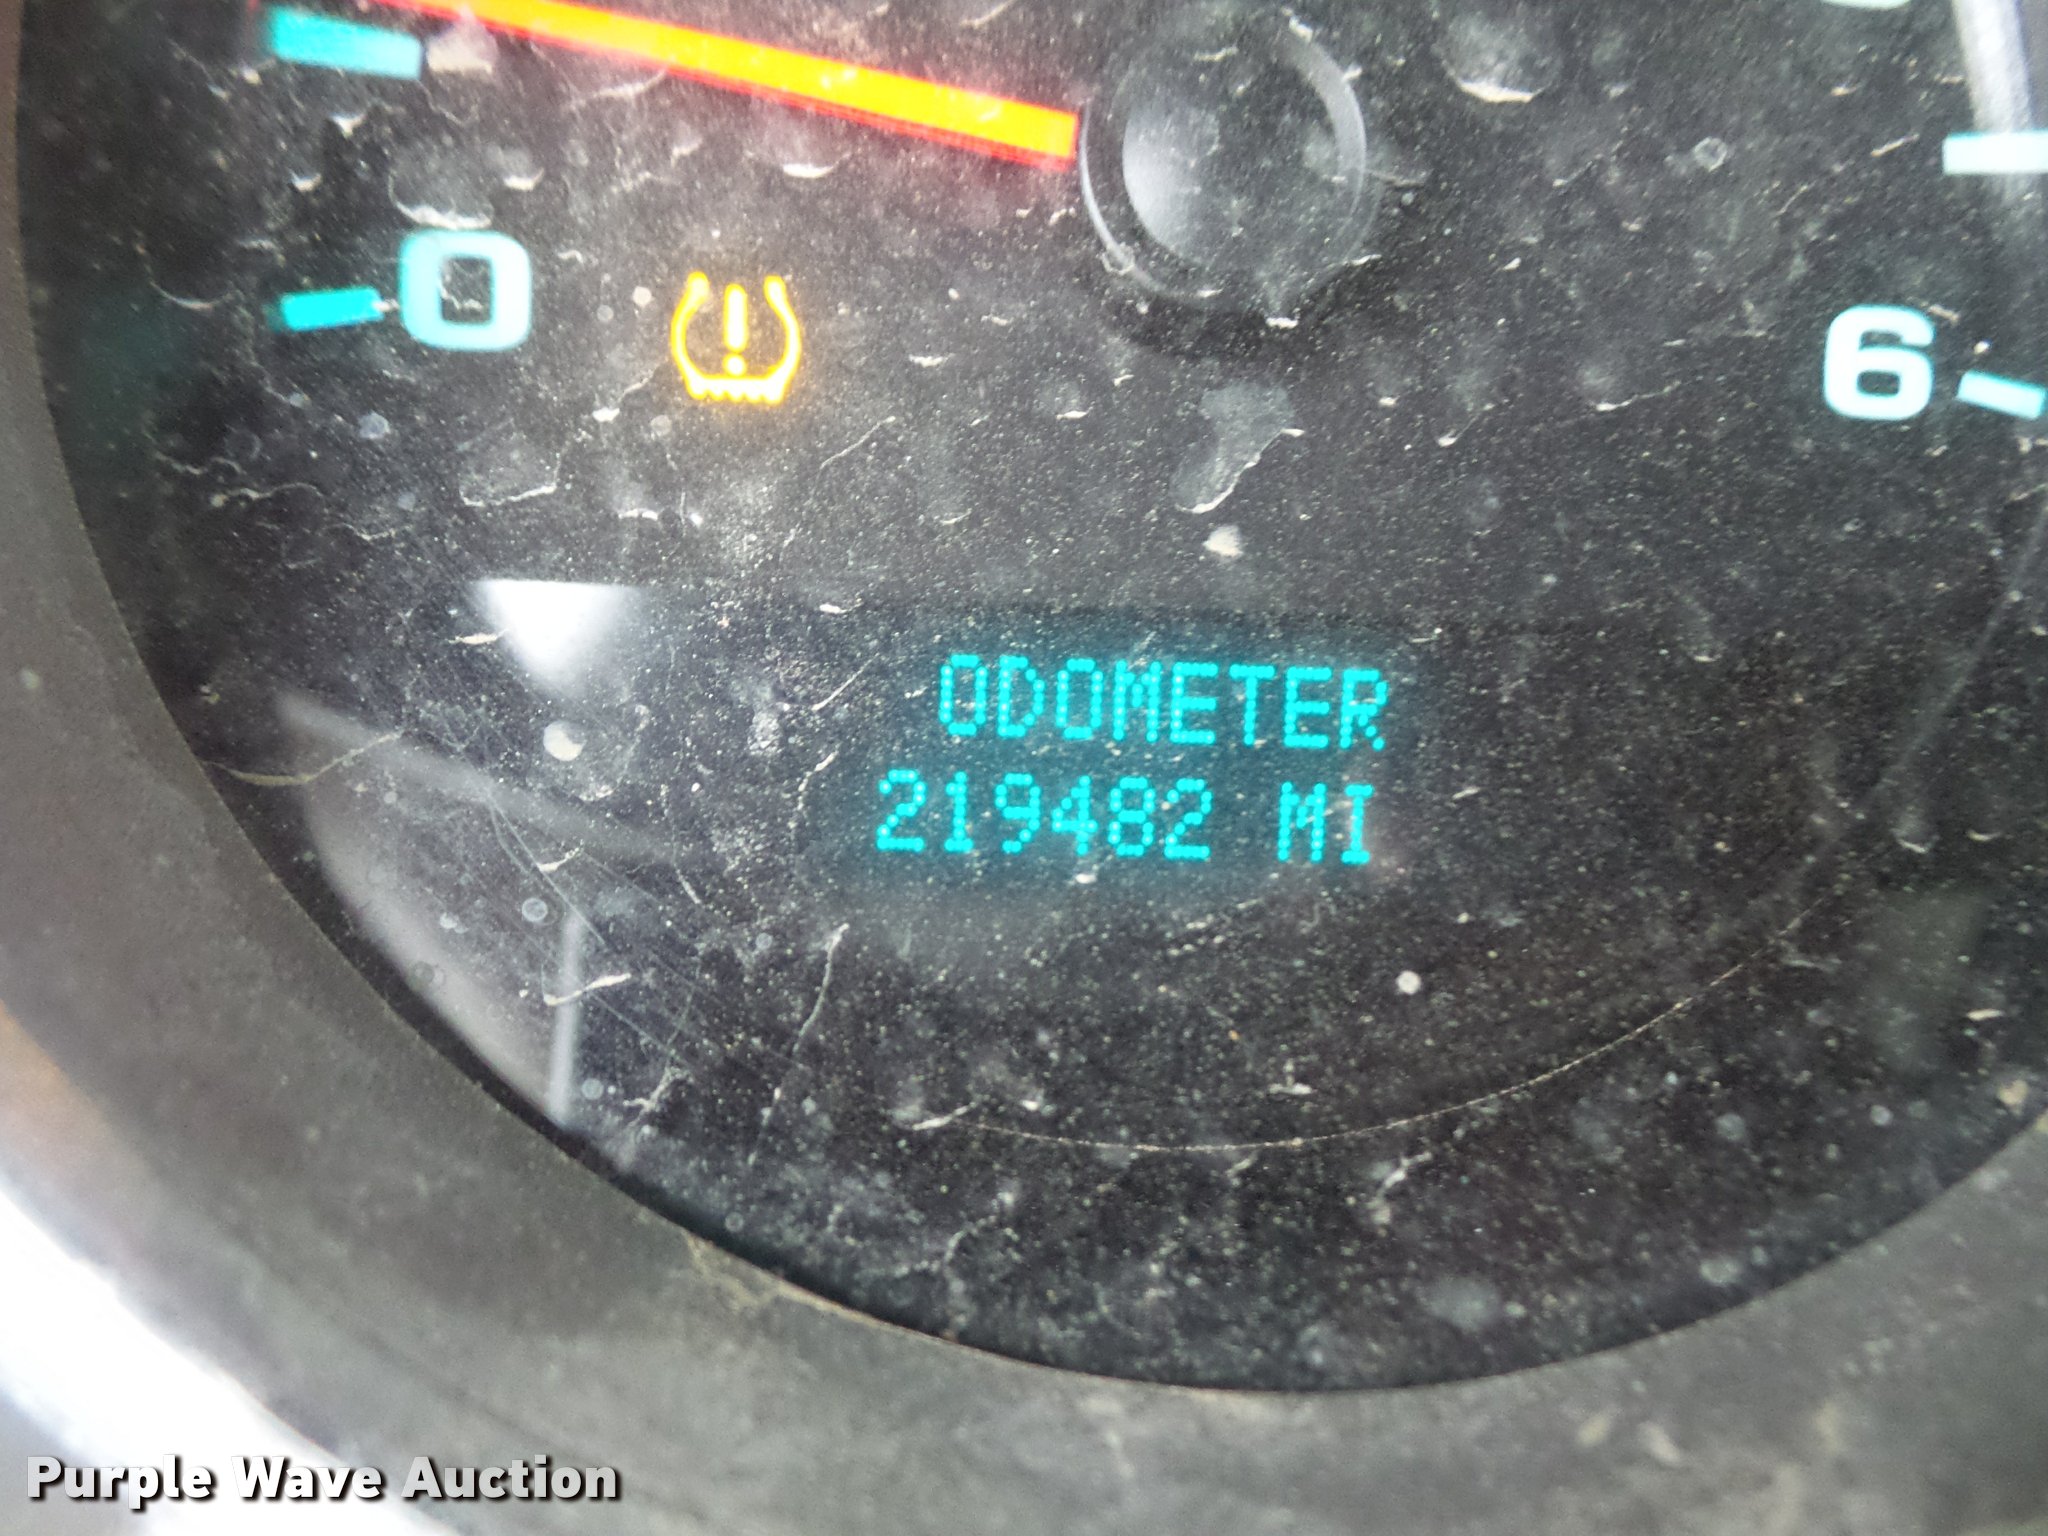 0
6
ODOMETER
219482 MI
Purple Wave Auction